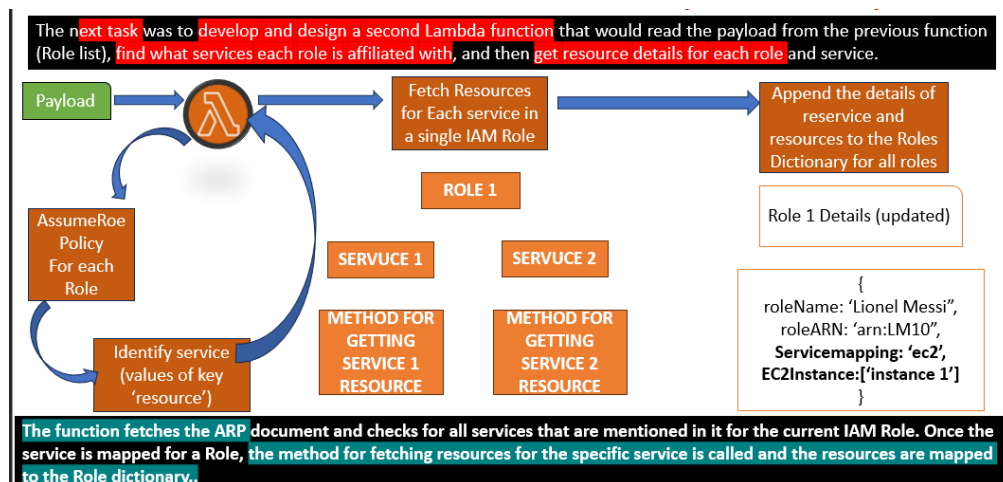 The next task was to develop and design a second Lambda function that would read the payload from the previous function
(Role list), find what services each role is affiliated with, and then get resource details for each role and service.
Payload
Fetch Resources
for Each service in
a single IAM Role
Append the details of
reservice and
resources to the Roles
Dictionary for all roles
ROLE 1
Role 1 Details (updated)
AssumeRoe
Policy
For each
Role
SERVUCE 1
SERVUCE 2
{
roleName: ‘Lionel Messi”,
roleARN: ‘arn:LM10”,
Servicemapping: ‘ec2’,
EC2Instance:[‘instance 1’]
}
METHOD FOR
GETTING
SERVICE 1
RESOURCE
METHOD FOR
GETTING
SERVICE 2
RESOURCE
Identify service
(values of key
‘resource’)
The function fetches the ARP document and checks for all services that are mentioned in it for the current IAM Role. Once the
service is mapped for a Role, the method for fetching resources for the specific service is called and the resources are mapped
to the Role dictionary..